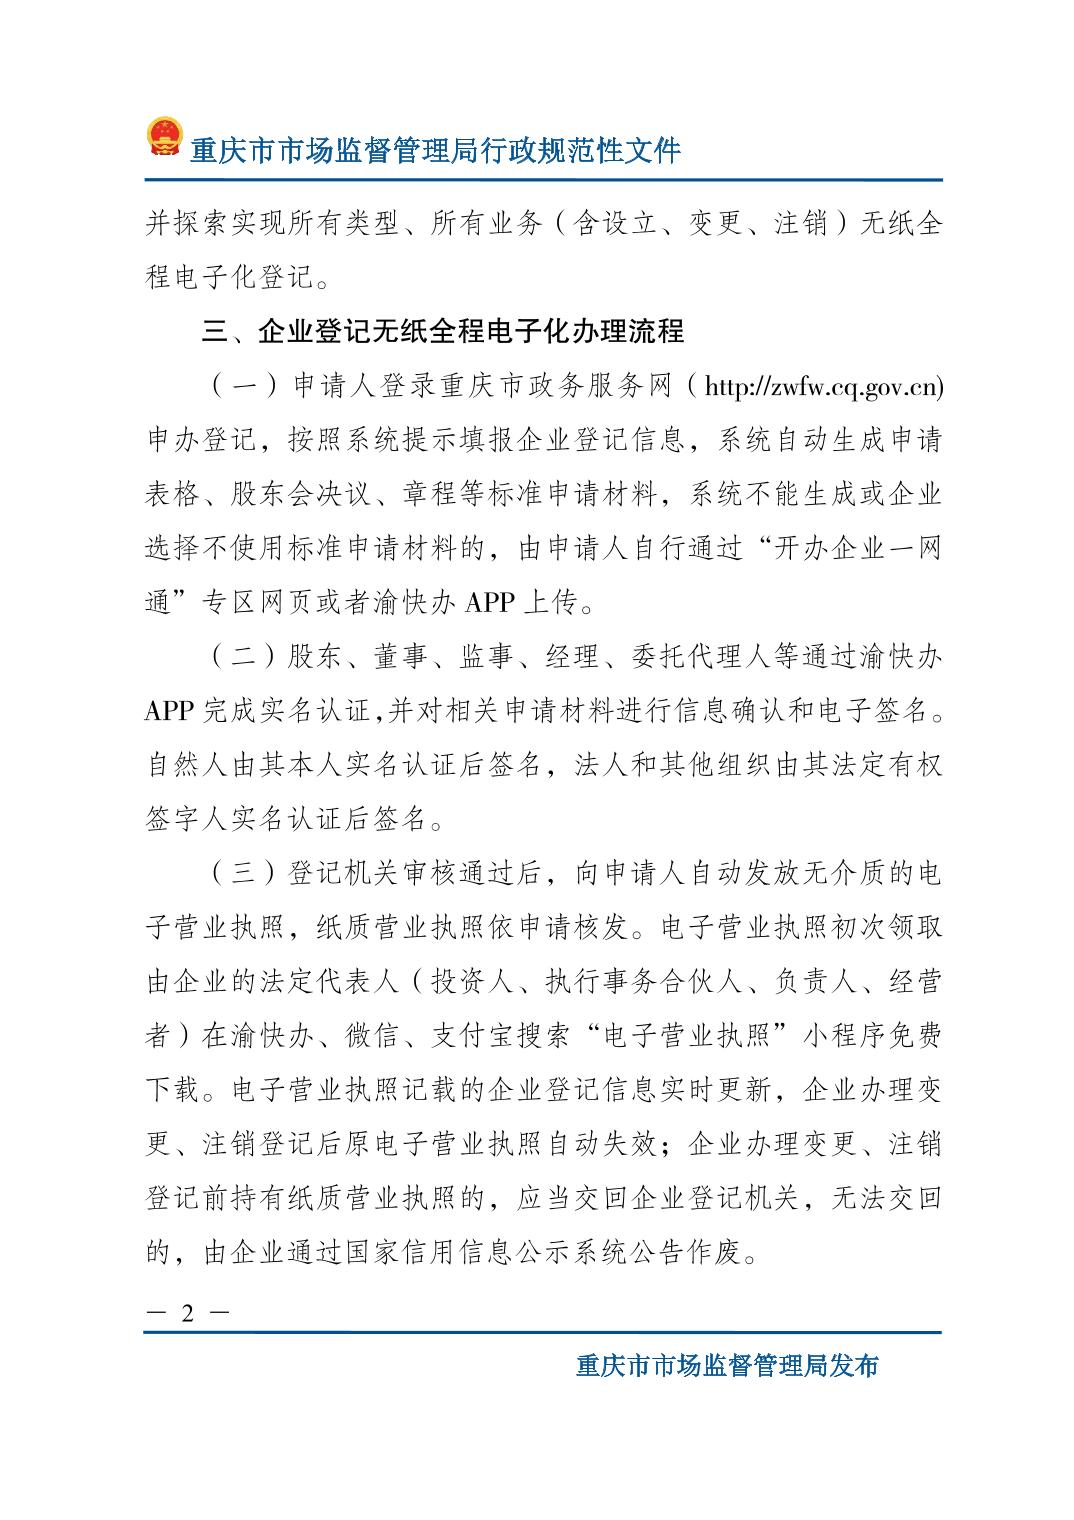 重庆市市场监督管理局行政规范性文件
并探索实现所有类型、所有业务（含设立、变更、注销）无纸全
程电子化登记。
三、企业登记无纸全程电子化办理流程
（一）申请人登录重庆市政务服务网（http://zwfw.cq.gov.cn)
申办登记，按照系统提示填报企业登记信息，系统自动生成申请
表格、股东会决议、章程等标准申请材料，系统不能生成或企业
选择不使用标准申请材料的，由申请人自行通过“开办企业一网
通”专区网页或者渝快办 APP 上传。
（二）股东、董事、监事、经理、委托代理人等通过渝快办
APP 完成实名认证,并对相关申请材料进行信息确认和电子签名。
自然人由其本人实名认证后签名，法人和其他组织由其法定有权
签字人实名认证后签名。
（三）登记机关审核通过后，向申请人自动发放无介质的电
子营业执照，纸质营业执照依申请核发。电子营业执照初次领取
由企业的法定代表人（投资人、执行事务合伙人、负责人、经营
者）在渝快办、微信、支付宝搜索“电子营业执照”小程序免费
下载。电子营业执照记载的企业登记信息实时更新，企业办理变
更、注销登记后原电子营业执照自动失效；企业办理变更、注销
登记前持有纸质营业执照的，应当交回企业登记机关，无法交回
的，由企业通过国家信用信息公示系统公告作废。
— 2 —
重庆市市场监督管理局发布